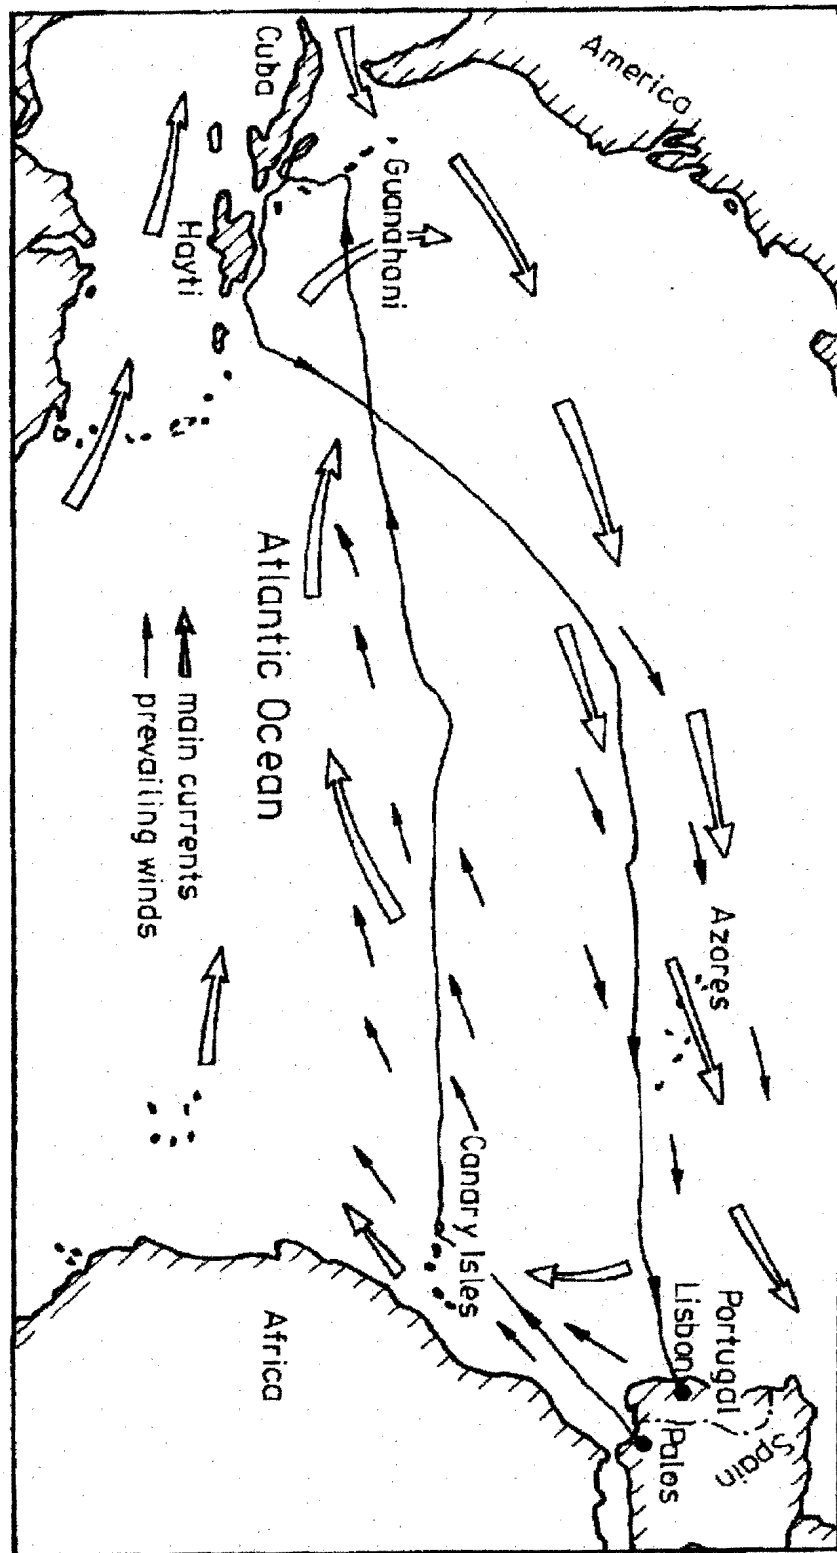 America
Cuba
Guanahani
Hayti
Atlantic Ocean
main currents
prevailing winds
Azores
Canary Isles
Portugal
Lisbon
Spain
Palos
Africa